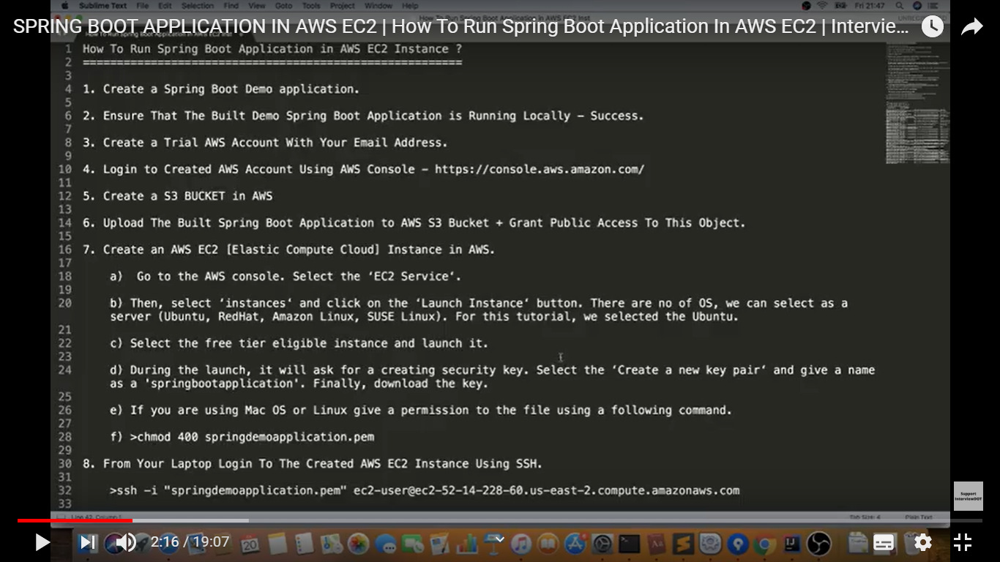 Sublime Text File Edit Selection Find View Goto Tools Project Window Help Fri 21:47
SPRING BOOT APPLICATION IN AWS EC2 | How To Run Spring Boot Application In AWS EC2 | Intervie...
1 How To Run Spring Boot Application in AWS EC2 Instance ?
2 ========================================================
3
4 1. Create a Spring Boot Demo application.
5
6 2. Ensure That The Built Demo Spring Boot Application is Running Locally – Success.
7
8 3. Create a Trial AWS Account With Your Email Address.
9
10 4. Login to Created AWS Account Using AWS Console – https://console.aws.amazon.com/
11
12 5. Create a S3 BUCKET in AWS
13
14 6. Upload The Built Spring Boot Application to AWS S3 Bucket + Grant Public Access To This Object.
15
16 7. Create an AWS EC2 [Elastic Compute Cloud] Instance in AWS.
17
18 a) Go to the AWS console. Select the ‘EC2 Service‘.
19
20 b) Then, select ‘instances‘ and click on the ‘Launch Instance‘ button. There are no of OS, we can select as a
server (Ubuntu, RedHat, Amazon Linux, SUSE Linux). For this tutorial, we selected the Ubuntu.
21
22 c) Select the free tier eligible instance and launch it.
23
24 d) During the launch, it will ask for a creating security key. Select the ‘Create a new key pair‘ and give a name
as a 'springbootapplication'. Finally, download the key.
25
26 e) If you are using Mac OS or Linux give a permission to the file using a following command.
27
28 f) >chmod 400 springdemoapplication.pem
29
30 8. From Your Laptop Login To The Created AWS EC2 Instance Using SSH.
31
32 >ssh –i "springdemoapplication.pem" ec2-user@ec2-52-14-228-60.us-east-2.compute.amazonaws.com
33
Support
InterviewDOT
Line 42, Column 1 Tab Size: 4 Plain Text
2:16 / 19:07
20